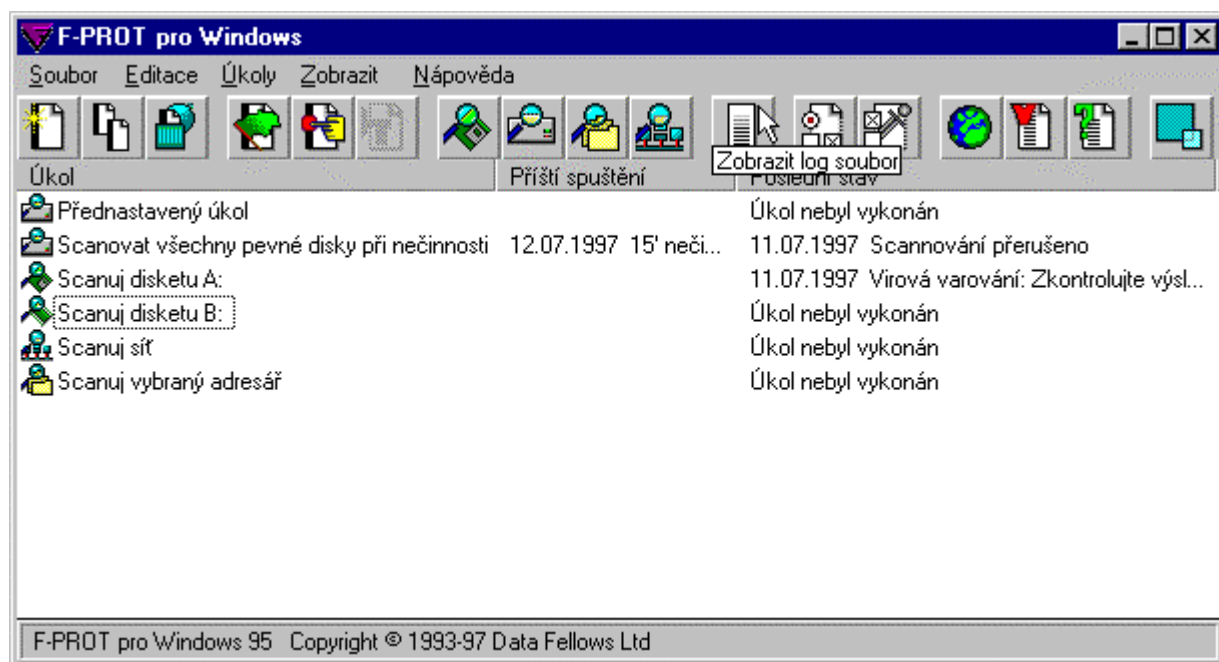 F-PROT pro Windows
Soubor Editace Úkoly Zobrazit Nápověda
Zobrazit log soubor
Úkol Příští spuštění Poslední stav
Přednastavený úkol Úkol nebyl vykonán
Scanovat všechny pevné disky při nečinnosti 12.07.1997 15' neči... 11.07.1997 Scannování přerušeno
Scanuj disketu A: 11.07.1997 Virová varování: Zkontrolujte výsl...
Scanuj disketu B: Úkol nebyl vykonán
Scanuj síť Úkol nebyl vykonán
Scanuj vybraný adresář Úkol nebyl vykonán
F-PROT pro Windows 95 Copyright © 1993-97 Data Fellows Ltd